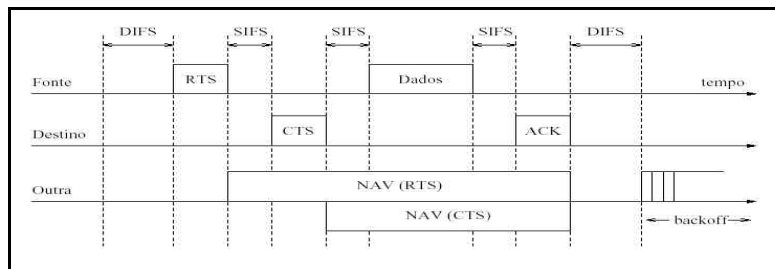 DIFS SIFS SIFS SIFS DIFS
Fonte RTS Dados tempo
Destino CTS ACK
Outra NAV (RTS)
NAV (CTS) backoff